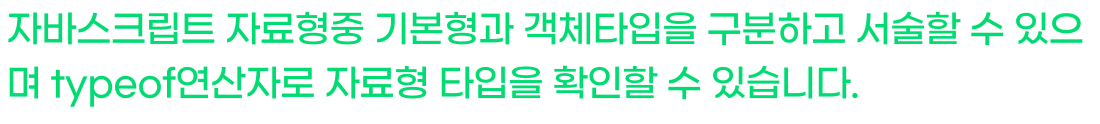 자바스크립트 자료형중 기본형과 객체타입을 구분하고 서술할 수 있으
며 typeof연산자로 자료형 타입을 확인할 수 있습니다.